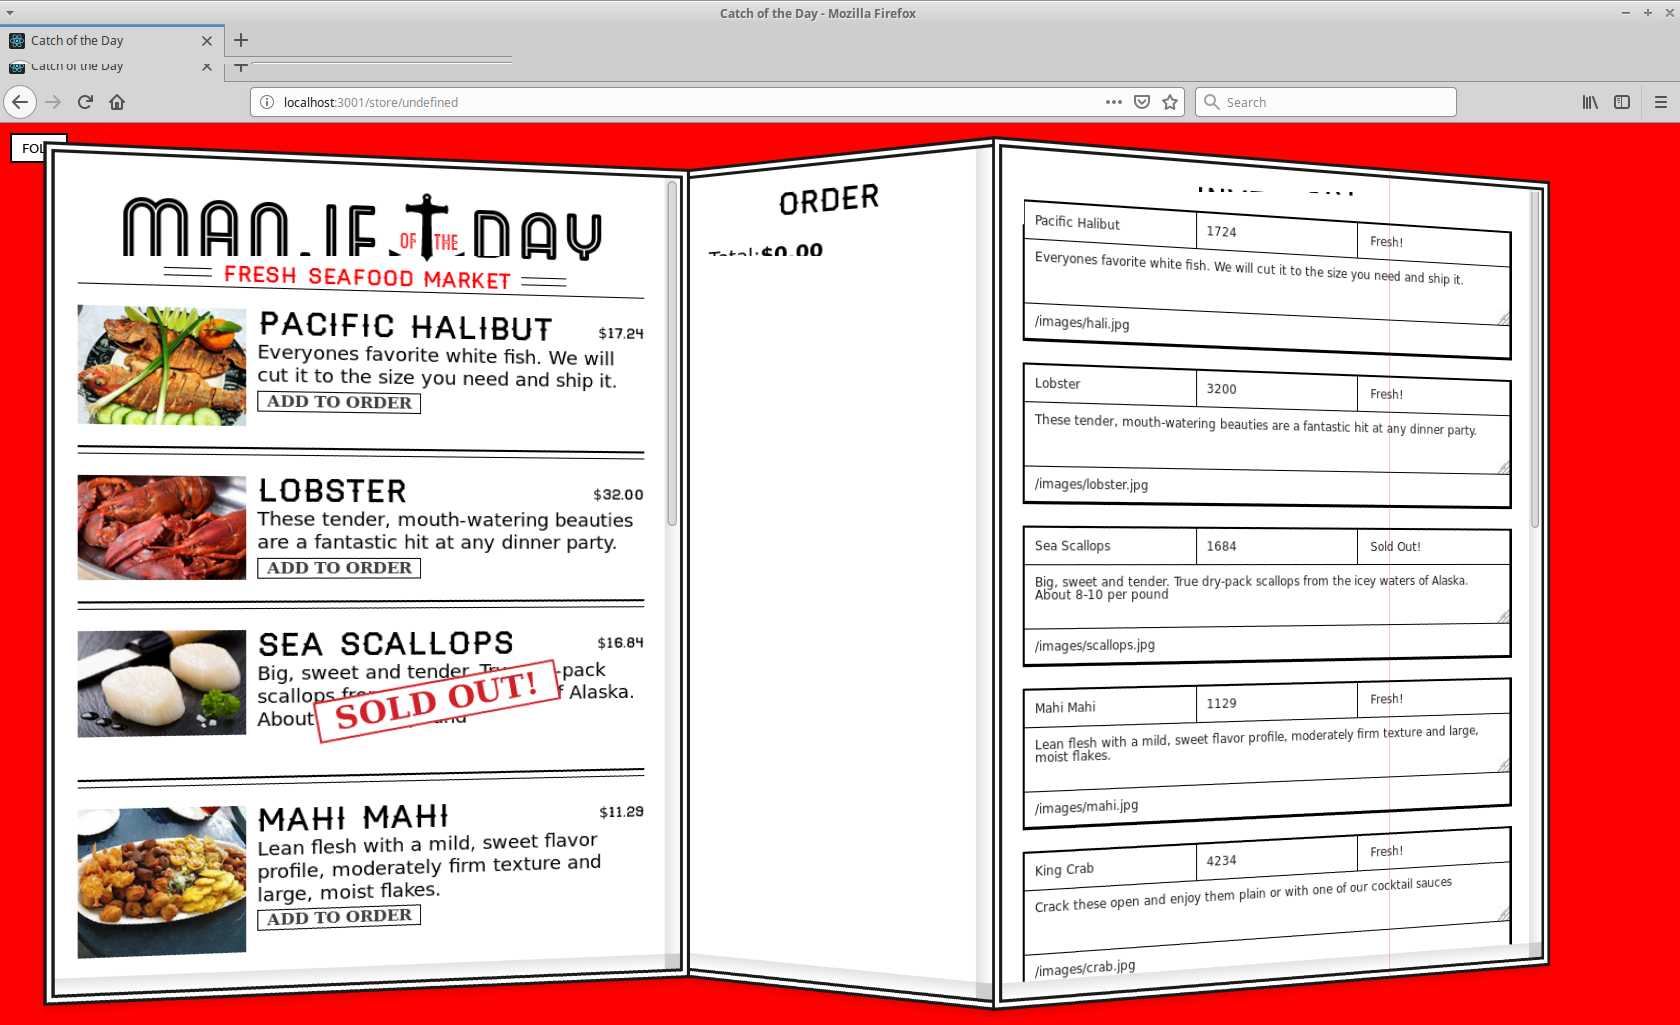 Catch of the Day - Mozilla Firefox
Catch of the Day
Catch of the Day
localhost:3001/store/undefined
Search
OF THE DAY
FRESH SEAFOOD MARKET
PACIFIC HALIBUT $17.24
Everyones favorite white fish. We will
cut it to the size you need and ship it.
ADD TO ORDER
LOBSTER $32.00
These tender, mouth-watering beauties
are a fantastic hit at any dinner party.
ADD TO ORDER
SEA SCALLOPS $16.84
Big, sweet and tender. -pack
scallops Alaska.
About
SOLD OUT!
MAHI MAHI $11.29
Lean flesh with a mild, sweet flavor
profile, moderately firm texture and
large, moist flakes.
ADD TO ORDER
ORDER
Total: $0.00
Pacific Halibut 1724 Fresh!
Everyones favorite white fish. We will cut it to the size you need and ship it.
/images/hali.jpg
Lobster 3200 Fresh!
These tender, mouth-watering beauties are a fantastic hit at any dinner party.
/images/lobster.jpg
Sea Scallops 1684 Sold Out!
Big, sweet and tender. True dry-pack scallops from the icey waters of Alaska.
About 8-10 per pound
/images/scallops.jpg
Mahi Mahi 1129 Fresh!
Lean flesh with a mild, sweet flavor profile, moderately firm texture and large,
moist flakes.
/images/mahi.jpg
King Crab 4234 Fresh!
Crack these open and enjoy them plain or with one of our cocktail sauces
/images/crab.jpg